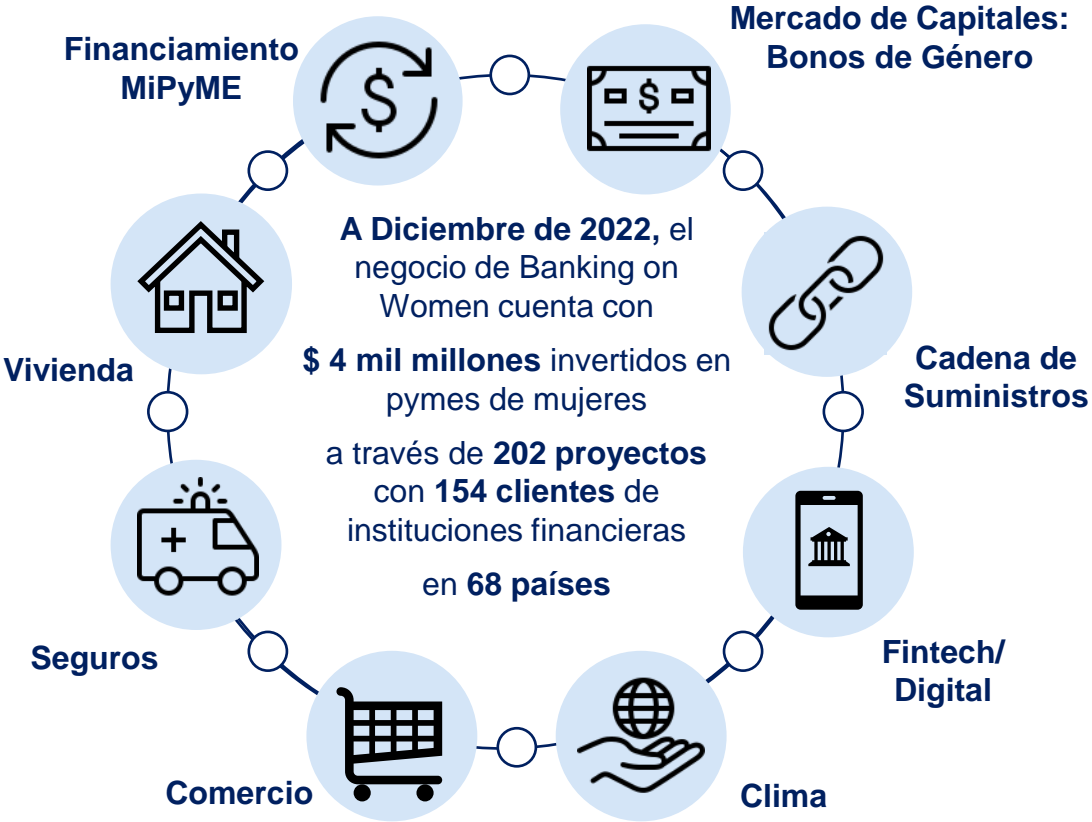 Financiamiento
MiPyME
Mercado de Capitales:
Bonos de Género
A Diciembre de 2022, el
negocio de Banking on
Women cuenta con
$ 4 mil millones invertidos en
pymes de mujeres
a través de 202 proyectos
con 154 clientes de
instituciones financieras
en 68 países
Vivienda
Cadena de
Suministros
Seguros
Fintech/
Digital
Comercio
Clima